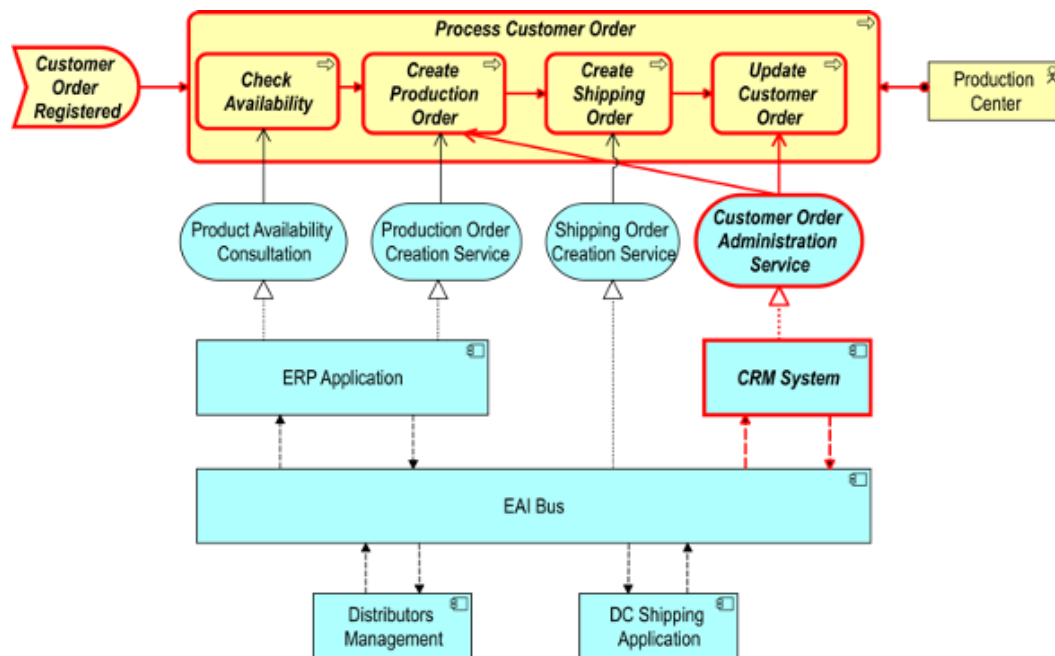 Process Customer Order
Customer
Order
Registered
Check
Availability
Create
Production
Order
Create
Shipping
Order
Update
Customer
Order
Production
Center
Product Availability
Consultation
Production Order
Creation Service
Shipping Order
Creation Service
Customer Order
Administration
Service
ERP Application
CRM System
EAI Bus
Distributors
Management
DC Shipping
Application